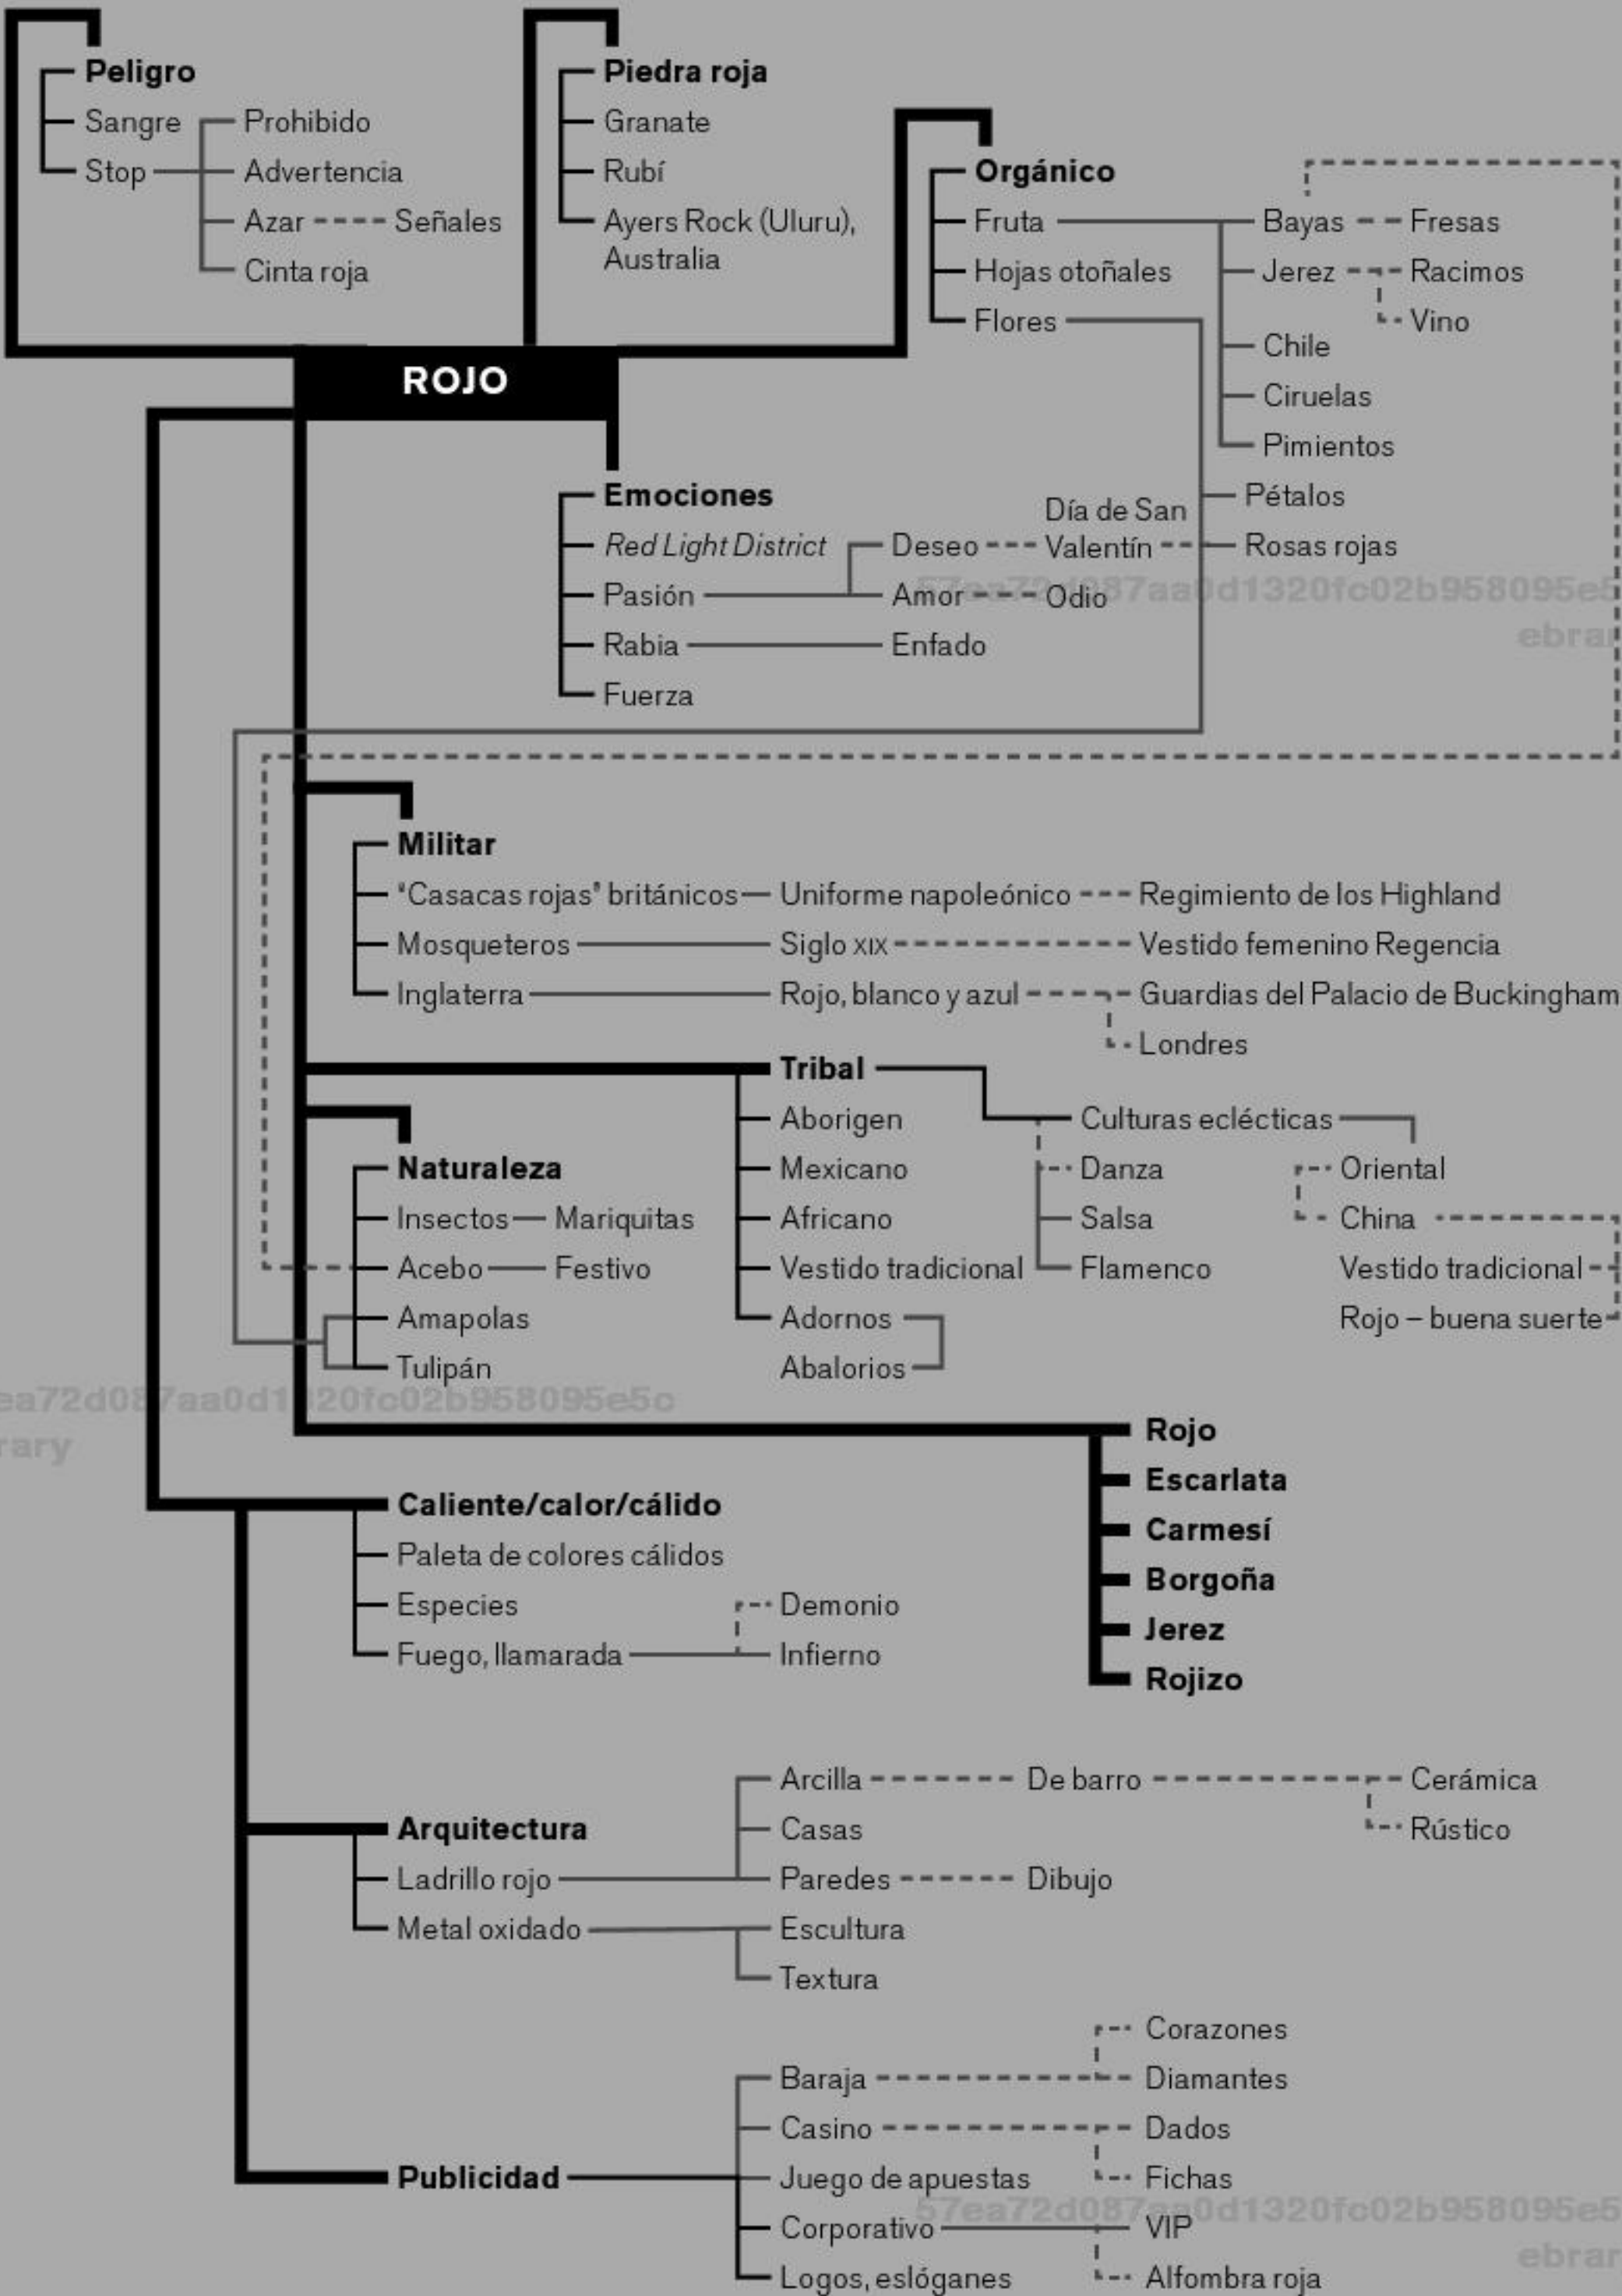 Peligro
Sangre
Stop
Prohibido
Advertencia
Azar
Señales
Cinta roja
Piedra roja
Granate
Rubí
Ayers Rock (Uluru),
Australia
Orgánico
Fruta
Hojas otoñales
Flores
Bayas
Fresas
Jerez
Racimos
Vino
Chile
Ciruelas
Pimientos
Pétalos
Rosas rojas
ROJO
Emociones
Red Light District
Pasión
Rabia
Fuerza
Deseo
Día de San
Valentín
Amor
Odio
Enfado
57ea72d087aa0d1320fc02b958095e5
ebrar
Militar
"Casacas rojas" británicos
Uniforme napoleónico
Regimiento de los Highland
Mosqueteros
Siglo XIX
Vestido femenino Regencia
Inglaterra
Rojo, blanco y azul
Guardias del Palacio de Buckingham
Londres
Tribal
Aborigen
Mexicano
Africano
Vestido tradicional
Adornos
Abalorios
Culturas eclécticas
Danza
Salsa
Flamenco
Oriental
China
Vestido tradicional
Rojo – buena suerte
Naturaleza
Insectos
Mariquitas
Acebo
Festivo
Amapolas
Tulipán
ea72d087aa0d1320fc02b958095e5c
rary
Rojo
Escarlata
Carmesí
Borgoña
Jerez
Rojizo
Caliente/calor/cálido
Paleta de colores cálidos
Especies
Fuego, llamarada
Demonio
Infierno
Arquitectura
Ladrillo rojo
Metal oxidado
Arcilla
De barro
Cerámica
Rústico
Casas
Paredes
Dibujo
Escultura
Textura
Publicidad
Baraja
Corazones
Diamantes
Casino
Dados
Fichas
Juego de apuestas
Corporativo
VIP
Alfombra roja
Logos, eslóganes
57ea72d087aa0d1320fc02b958095e5
ebrar